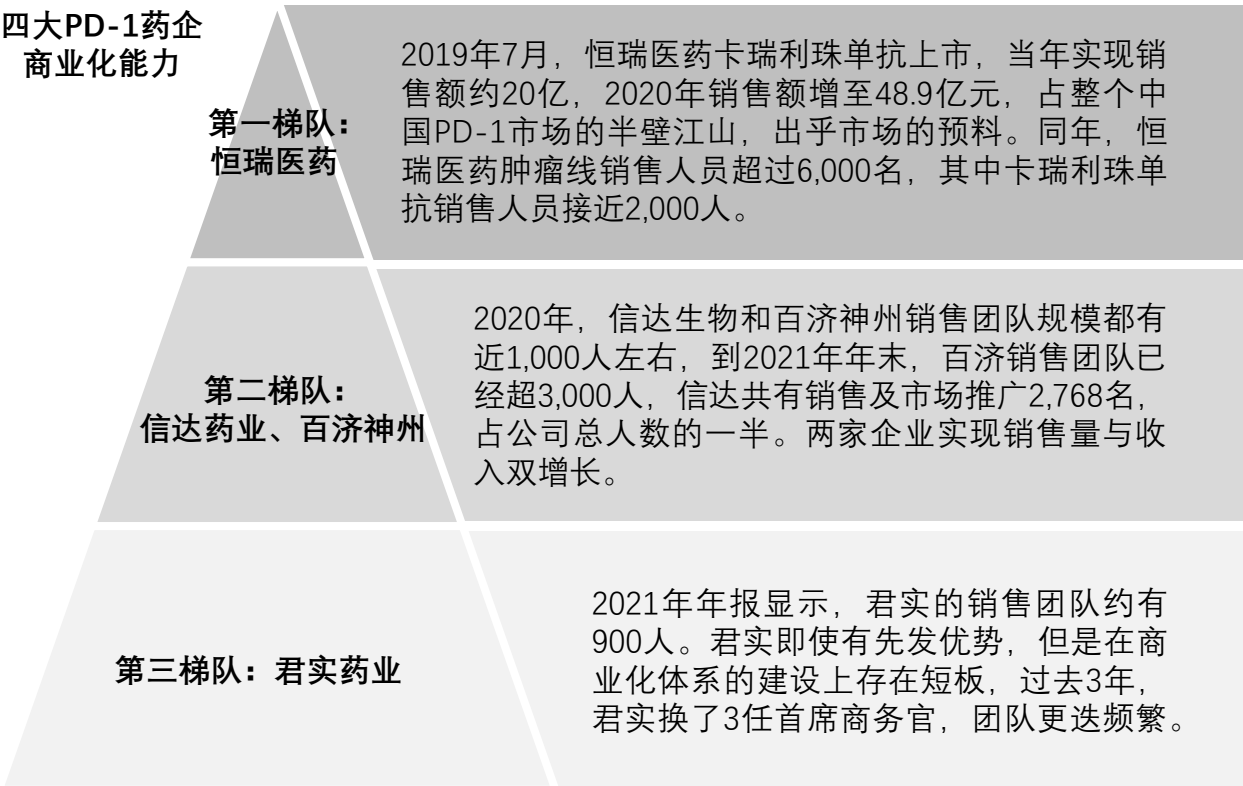 四大PD-1药企
商业化能力
第一梯队：
恒瑞医药
2019年7月，恒瑞医药卡瑞利珠单抗上市，当年实现销
售额约20亿，2020年销售额增至48.9亿元，占整个中
国PD-1市场的半壁江山，出乎市场的预料。同年，恒
瑞医药肿瘤线销售人员超过6,000名，其中卡瑞利珠单
抗销售人员接近2,000人。
第二梯队：
信达药业、百济神州
2020年，信达生物和百济神州销售团队规模都有
近1,000人左右，到2021年年末，百济销售团队已
经超3,000人，信达共有销售及市场推广2,768名，
占公司总人数的一半。两家企业实现销售量与收
入双增长。
第三梯队：君实药业
2021年年报显示，君实的销售团队约有
900人。君实即使有先发优势，但是在商
业化体系的建设上存在短板，过去3年，
君实换了3任首席商务官，团队更迭频繁。